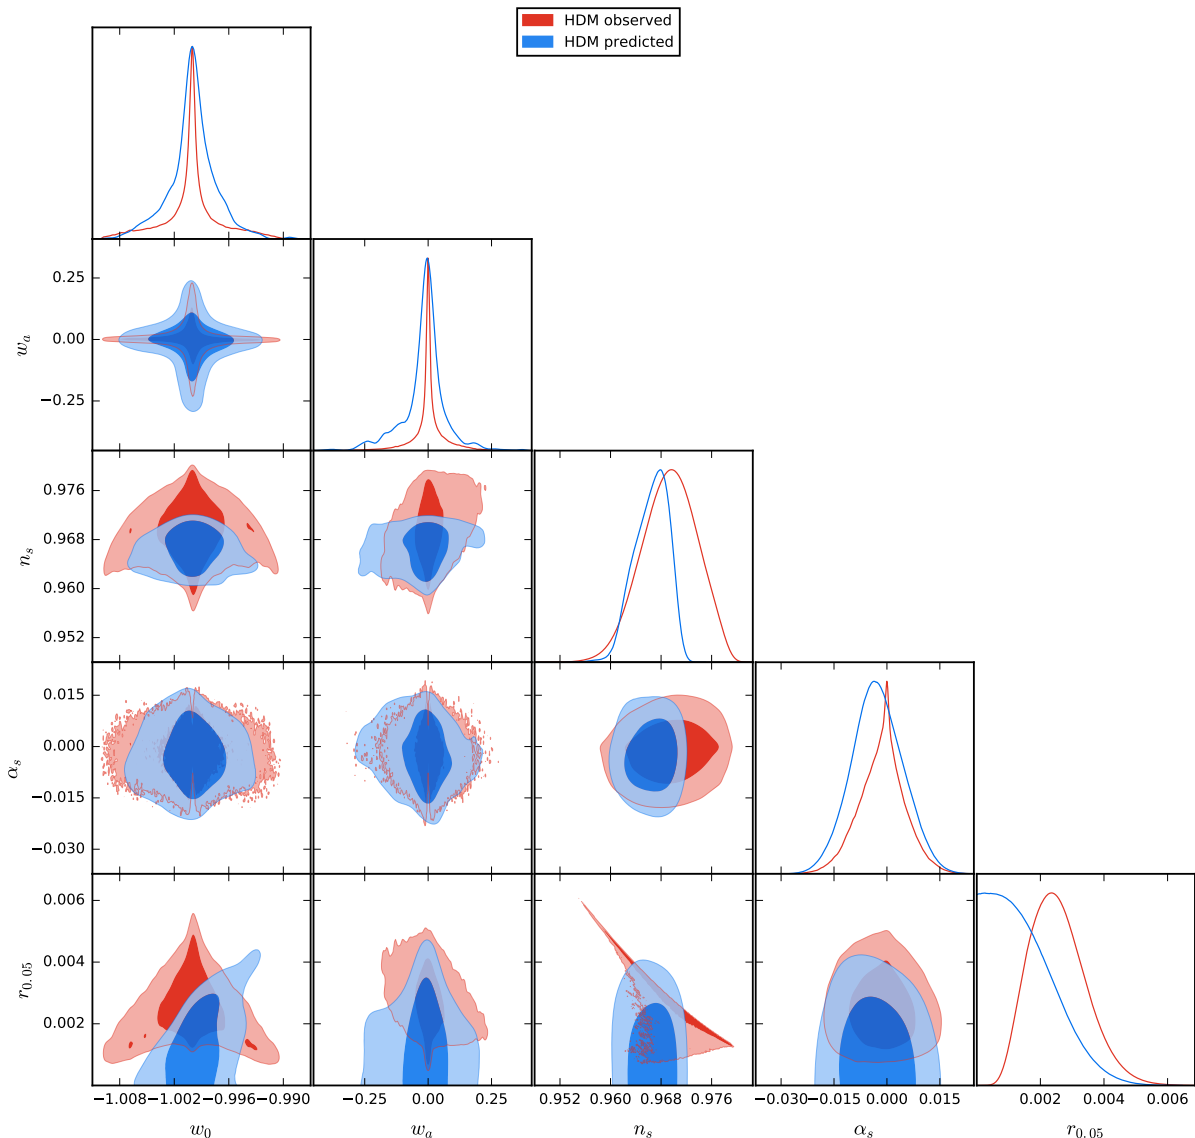 HDM observed
HDM predicted
0.25
0.00
−0.25
w_a
0.976
0.968
0.960
0.952
n_s
0.015
0.000
−0.015
−0.030
α_s
0.006
0.004
0.002
r_{0.05}
−1.008 −1.002 −0.996 −0.990
−0.25 0.00 0.25
0.952 0.960 0.968 0.976
−0.030 −0.015 0.000 0.015
0.002 0.004 0.006
w_0 w_a n_s α_s r_{0.05}